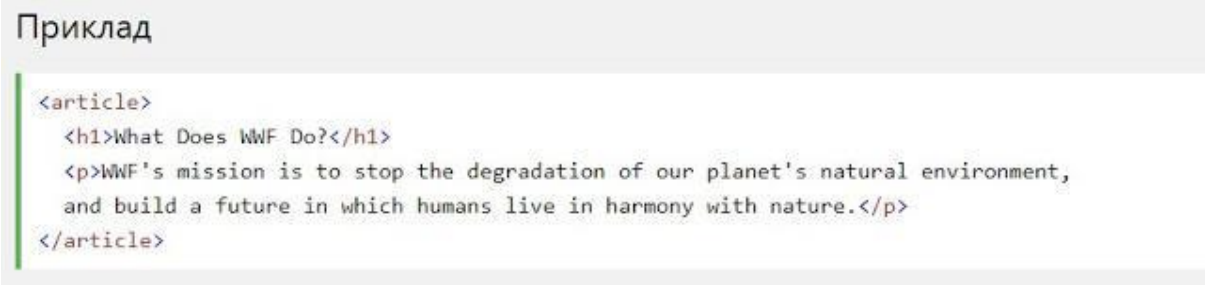 Приклад
<article>
<h1>What Does WWF Do?</h1>
<p>WWF's mission is to stop the degradation of our planet's natural environment,
and build a future in which humans live in harmony with nature.</p>
</article>